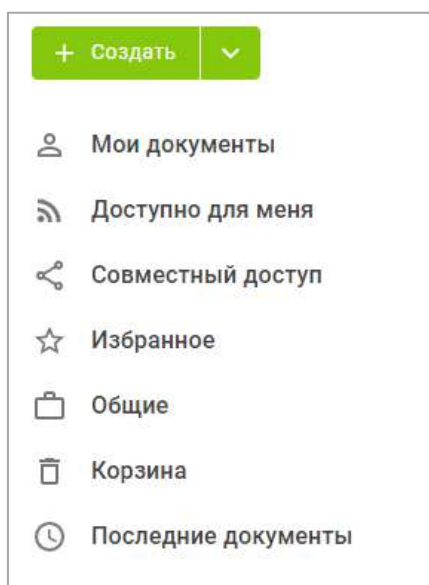 + Создать
Мои документы
Доступно для меня
Совместный доступ
Избранное
Общие
Корзина
Последние документы